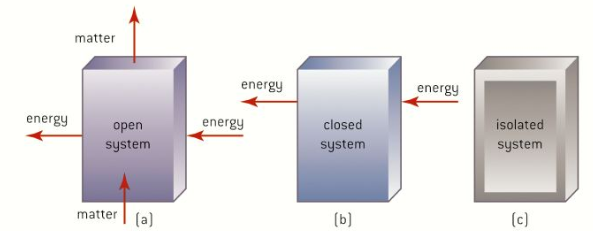 matter
energy
open
system
energy
matter
(a)
energy
closed
system
energy
(b)
isolated
system
(c)